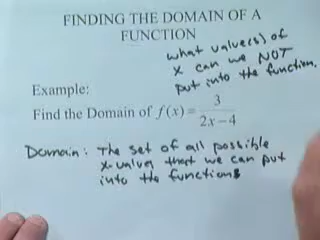 FINDING THE DOMAIN OF A
FUNCTION
what value(s) of
x can we NOT
put into the function.
Example:
Find the Domain of f(x) = 3 / 2x − 4
Domain: The set of all possible
x-values that we can put
into the functions